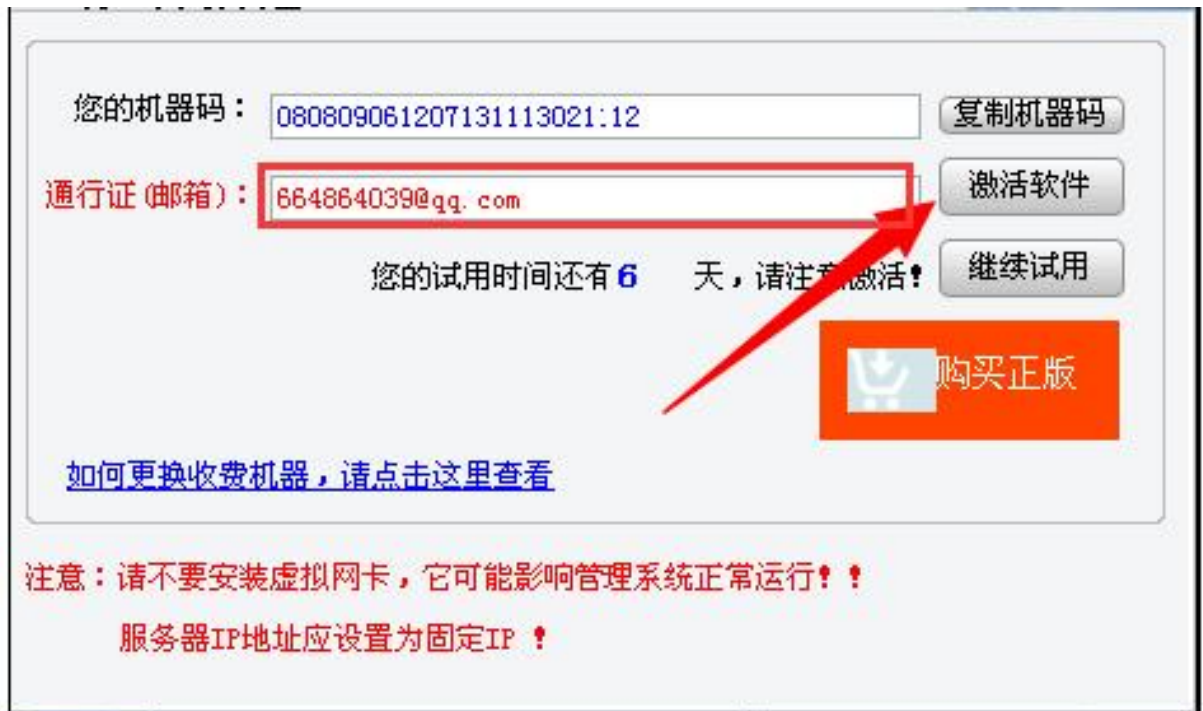 您的机器码：
080809061207131113021:12
复制机器码
通行证(邮箱)：
664864039@qq.com
激活软件
您的试用时间还有6 天，请注意激活！
继续试用
购买正版
如何更换收费机器，请点击这里查看
注意：请不要安装虚拟网卡，它可能影响管理系统正常运行！！
服务器IP地址应设置为固定IP ！